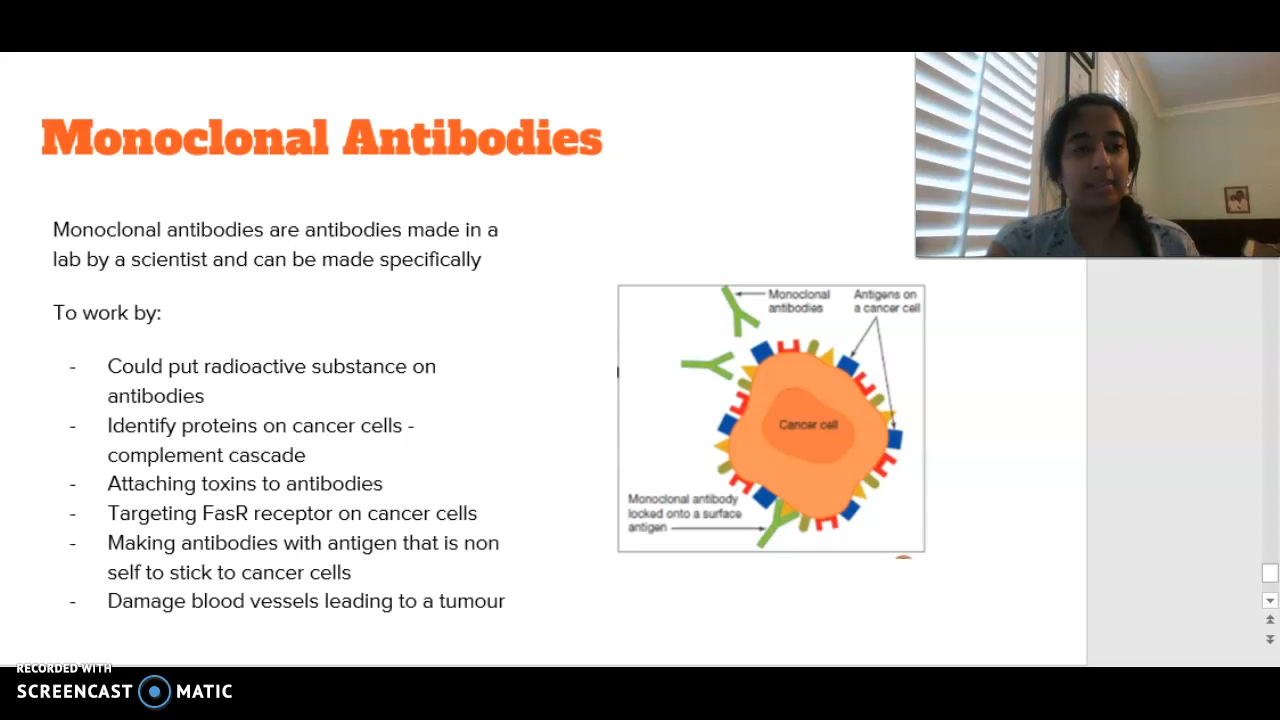 Monoclonal Antibodies
Monoclonal antibodies are antibodies made in a
lab by a scientist and can be made specifically
To work by:
- Could put radioactive substance on
antibodies
- Identify proteins on cancer cells -
complement cascade
- Attaching toxins to antibodies
- Targeting FasR receptor on cancer cells
- Making antibodies with antigen that is non
self to stick to cancer cells
- Damage blood vessels leading to a tumour
Monoclonal
antibodies
Antigens on
a cancer cell
Cancer cell
Monoclonal antibody
locked onto a surface
antigen
RECORDED WITH
SCREENCAST MATIC